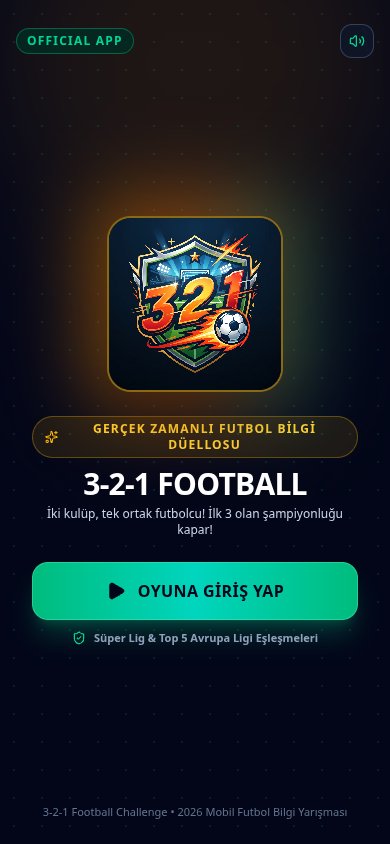 OFFICIAL APP
321
GERÇEK ZAMANLI FUTBOL BİLGİ
DÜELLOSU
3-2-1 FOOTBALL
İki kulüp, tek ortak futbolcu! İlk 3 olan şampiyonluğu
kapar!
OYUNA GİRİŞ YAP
Süper Lig & Top 5 Avrupa Ligi Eşleşmeleri
3-2-1 Football Challenge • 2026 Mobil Futbol Bilgi Yarışması